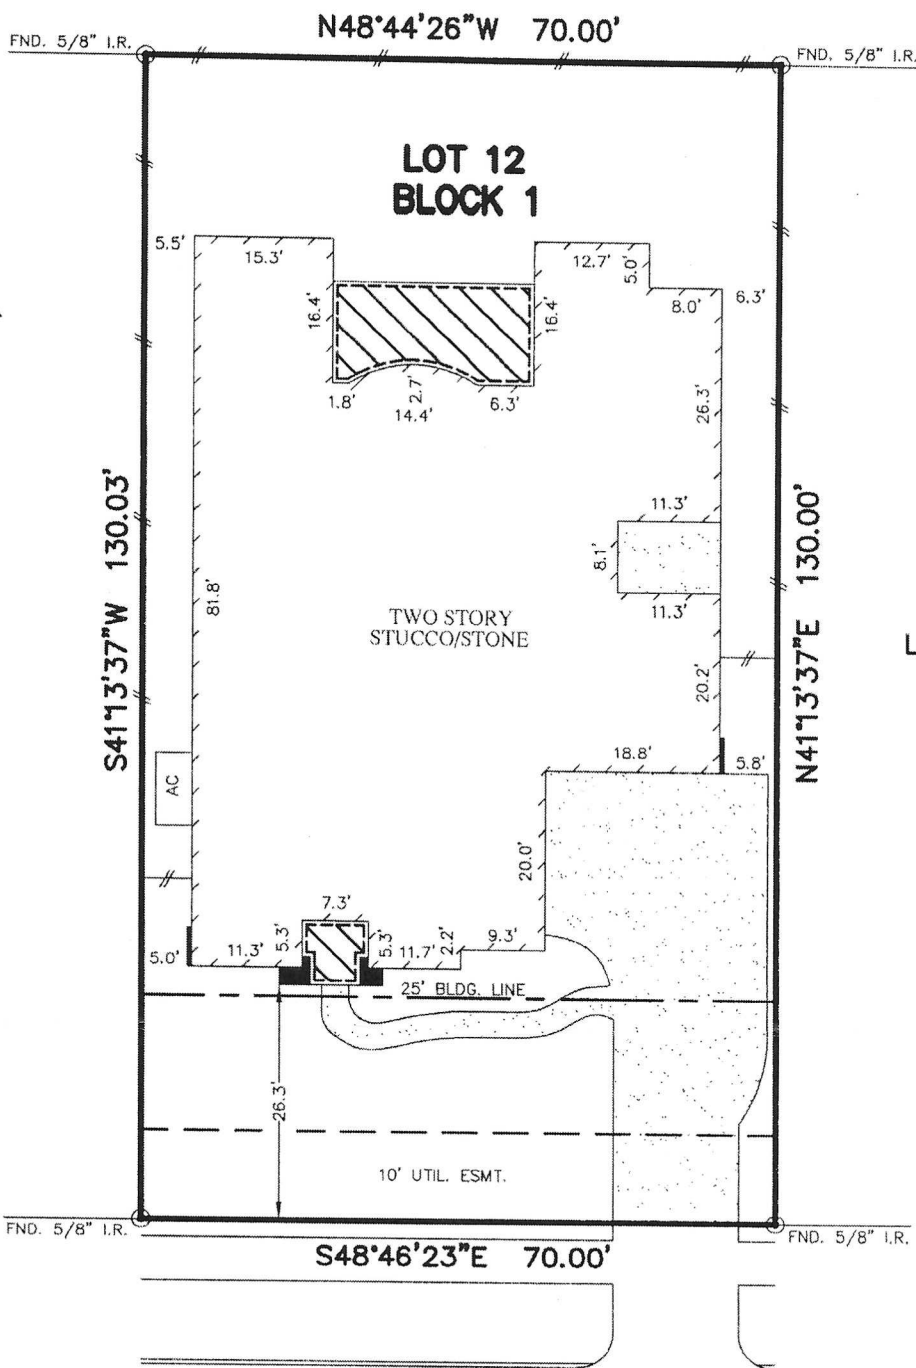 N48°44'26"W 70.00'
FND. 5/8" I.R.
FND. 5/8" I.R.
LOT 12
BLOCK 1
5.5'
15.3'
12.7'
5.0'
8.0'
6.3'
16.4'
16.4'
1.8'
2.7'
14.4'
6.3'
26.3'
S41°13'37"W 130.03'
N41°13'37"E 130.00'
11.3'
8.1'
11.3'
81.8'
TWO STORY
STUCCO/STONE
L
20.2'
18.8'
5.8'
AC
20.0'
7.3'
5.3'
5.3'
5.0'
11.3'
11.7'
2.2'
9.3'
25' BLDG. LINE
26.3'
10' UTIL. ESMT.
FND. 5/8" I.R.
FND. 5/8" I.R.
S48°46'23"E 70.00'